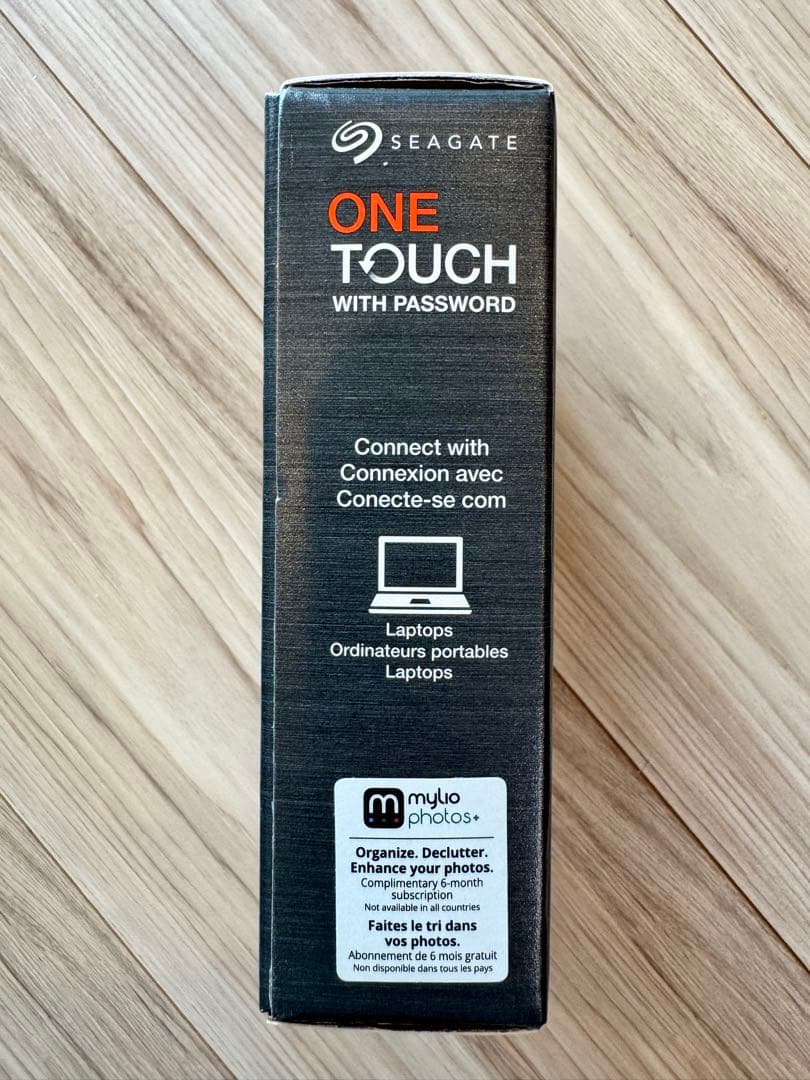 SEAGATE
ONE
TOUCH
WITH PASSWORD
Connect with
Connexion avec
Conecte-se com
Laptops
Ordinateurs portables
Laptops
mylio
photos+
Organize. Declutter.
Enhance your photos.
Complimentary 6-month
subscription
Not available in all countries
Faites le tri dans
vos photos.
Abonnement de 6 mois gratuit
Non disponible dans tous les pays